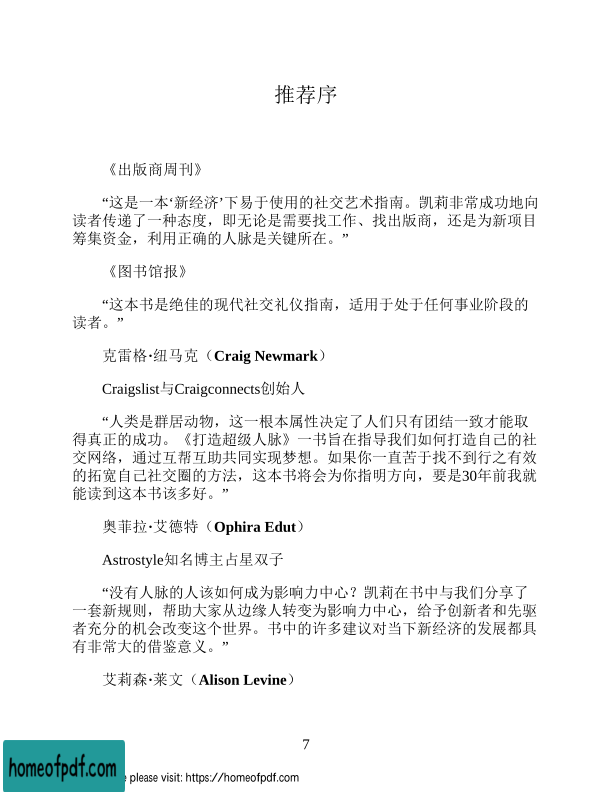 推荐序
《出版商周刊》
“这是一本‘新经济’下易于使用的社交艺术指南。凯莉非常成功地向
读者传递了一种态度，即无论是需要找工作、找出版商，还是为新项目
筹集资金，利用正确的人脉是关键所在。”
《图书馆报》
“这本书是绝佳的现代社交礼仪指南，适用于处于任何事业阶段的
读者。”
克雷格·纽马克（Craig Newmark）
Craigslist与Craigconnects创始人
“人类是群居动物，这一根本属性决定了人们只有团结一致才能取
得真正的成功。《打造超级人脉》一书旨在指导我们如何打造自己的社
交网络，通过互帮互助共同实现梦想。如果你一直苦于找不到行之有效
的拓宽自己社交圈的方法，这本书将会为你指明方向，要是30年前我就
能读到这本书该多好。”
奥菲拉·艾德特（Ophira Edut）
Astrostyle知名博主占星双子
“没有人脉的人该如何成为影响力中心？凯莉在书中与我们分享了
一套新规则，帮助大家从边缘人转变为影响力中心，给予创新者和先驱
者充分的机会改变这个世界。书中的许多建议对当下新经济的发展都具
有非常大的借鉴意义。”
艾莉森·莱文（Alison Levine）
7
homeofpdf.com
please visit: https://homeofpdf.com